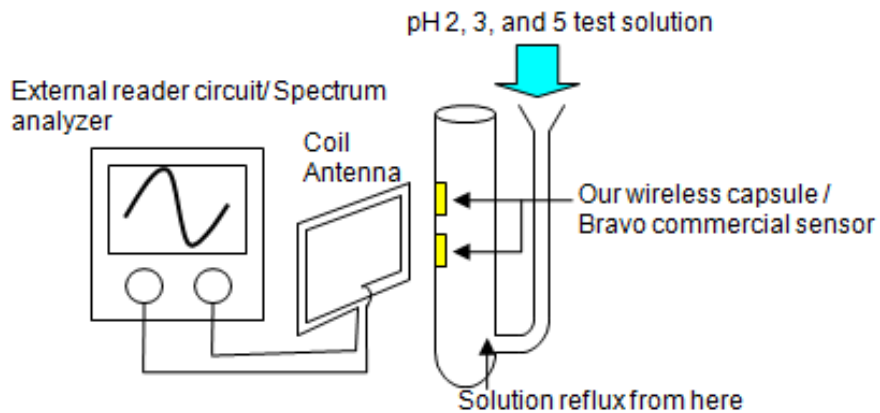 pH 2, 3, and 5 test solution
External reader circuit/ Spectrum
analyzer
Coil
Antenna
Our wireless capsule /
Bravo commercial sensor
Solution reflux from here